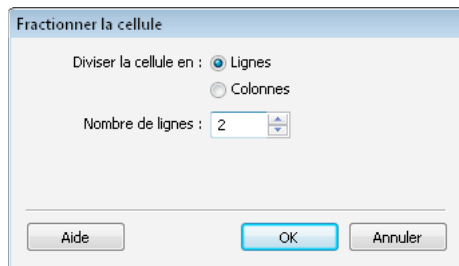 Fractionner la cellule
Diviser la cellule en : Lignes
Colonnes
Nombre de lignes : 2
Aide OK Annuler